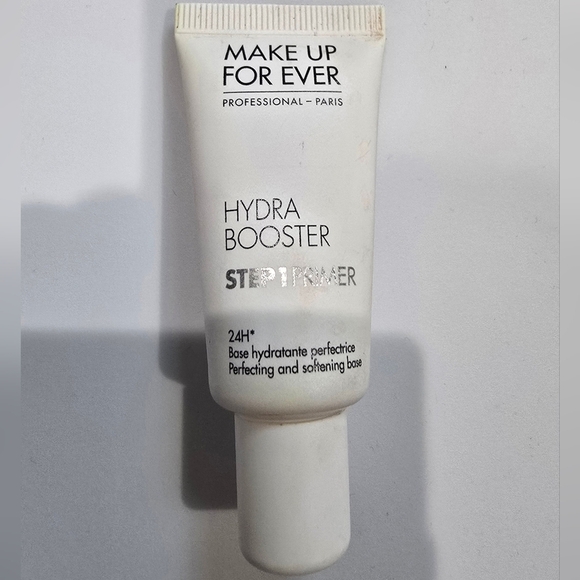 MAKE UP
FOR EVER
PROFESSIONAL – PARIS
HYDRA
BOOSTER
STEP 1 PRIMER
24H*
Base hydratante perfectrice
Perfecting and softening base